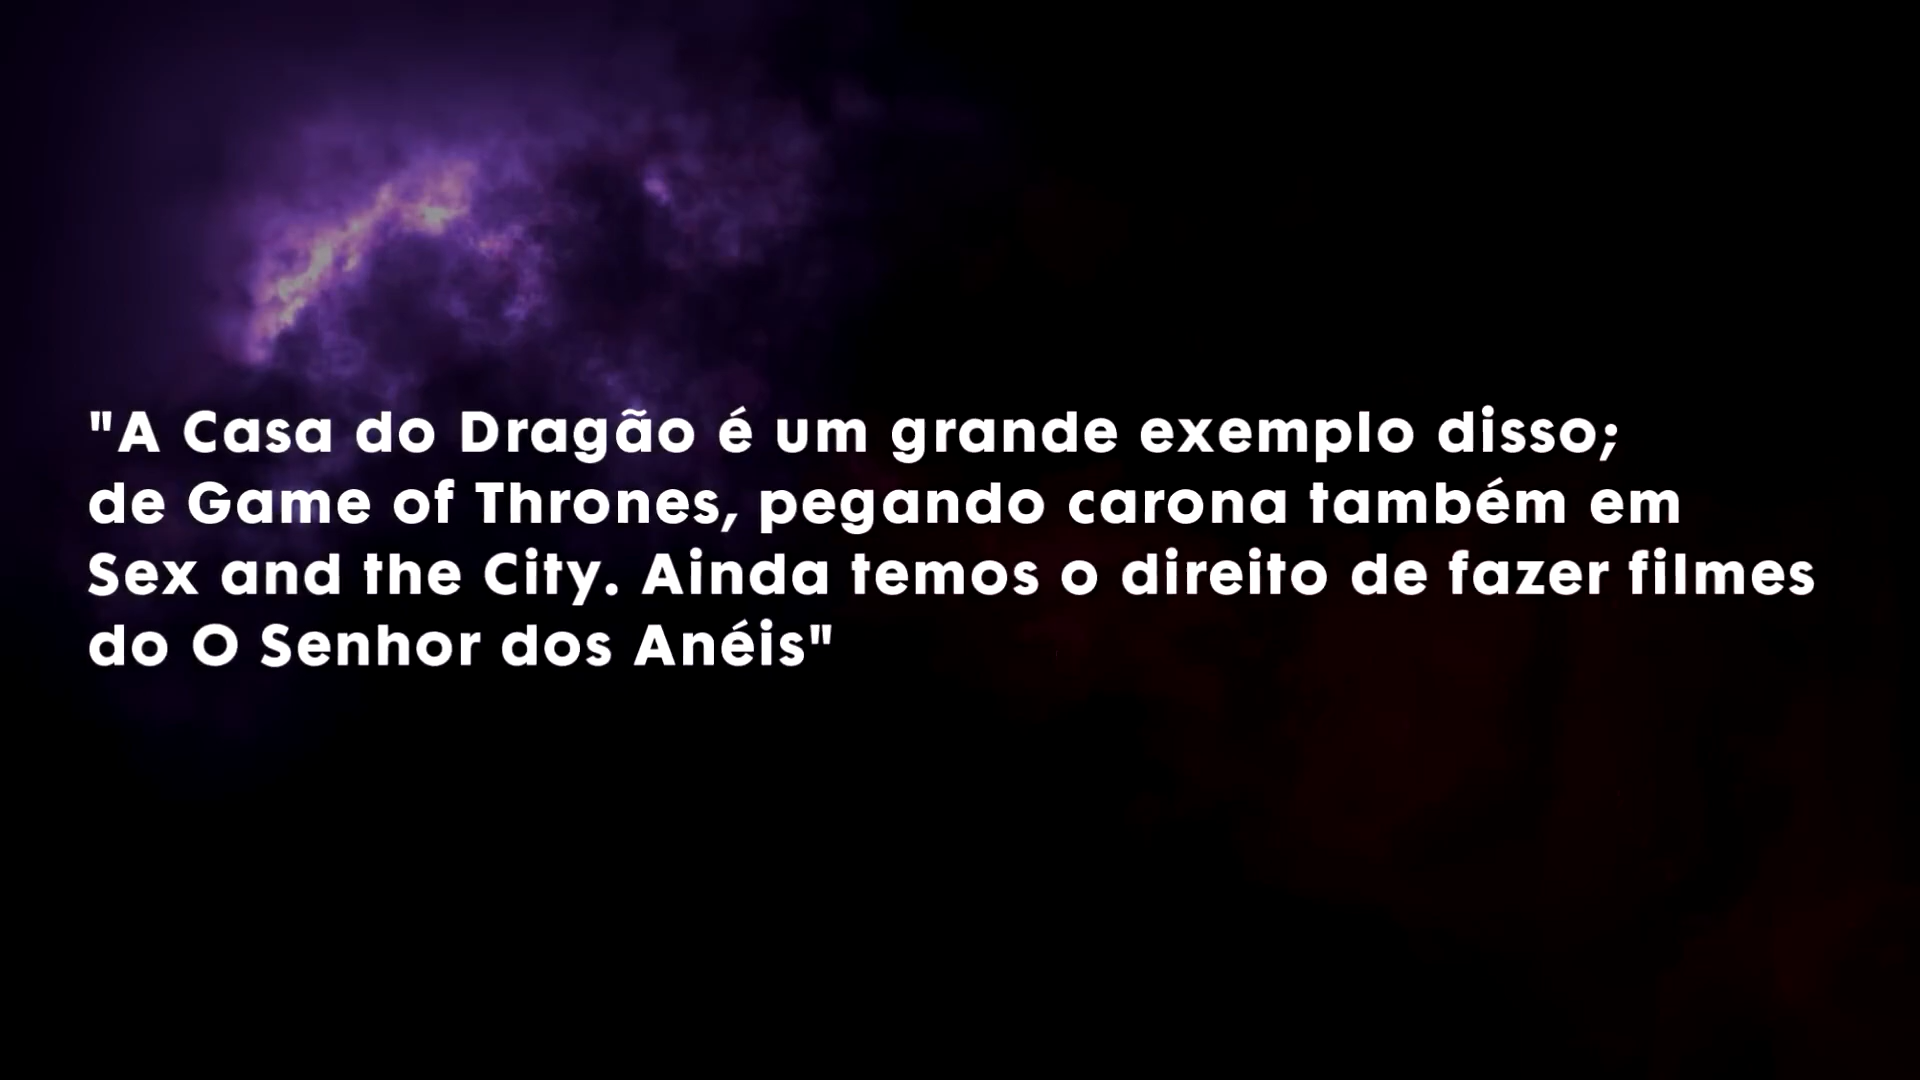 "A Casa do Dragão é um grande exemplo disso;
de Game of Thrones, pegando carona também em
Sex and the City. Ainda temos o direito de fazer filmes
do O Senhor dos Anéis"